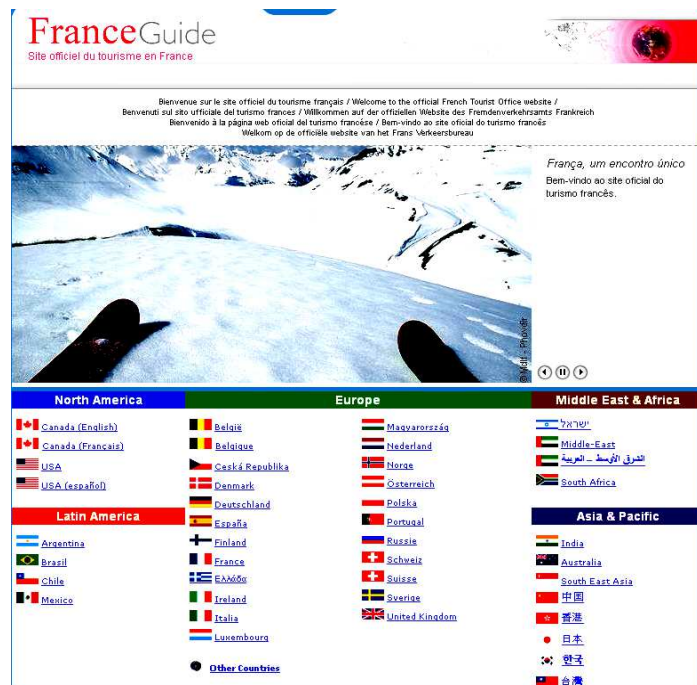 FranceGuide
Site officiel du tourisme en France
Bienvenue sur le site officiel du tourisme français / Welcome to the official French Tourist Office website /
Benvenuti sul sito ufficiale del turismo frances / Willkommen auf der offiziellen Website des Fremdenverkehrsamts Frankreich
Bienvenido à la página web oficial del turismo francése / Bem-vindo ao site oficial do turismo francês
Welkom op de officiële website van het Frans Verkeersbureau
França, um encontro único
Bem-vindo ao site oficial do
turismo francês.
North America
Canada (English)
Canada (Français)
USA
USA (español)
Latin America
Argentina
Brasil
Chile
Mexico
Europe
België
Belgique
Ceská Republika
Denmark
Deutschland
España
Finland
France
Ελλάδα
Ireland
Italia
Luxembourg
Other Countries
Magyarország
Nederland
Norge
Österreich
Polska
Portugal
Russie
Schweiz
Suisse
Sverige
United Kingdom
Middle East & Africa
ישראל
Middle-East
الشرق الأوسط - العربية
South Africa
Asia & Pacific
India
Australia
South East Asia
中国
香港
日本
한국
台灣